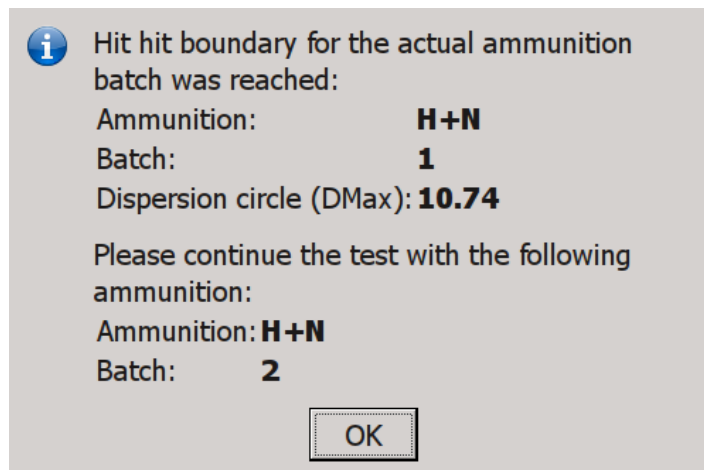 Hit hit boundary for the actual ammunition
batch was reached:
Ammunition: H+N
Batch: 1
Dispersion circle (DMax): 10.74
Please continue the test with the following
ammunition:
Ammunition: H+N
Batch: 2
OK